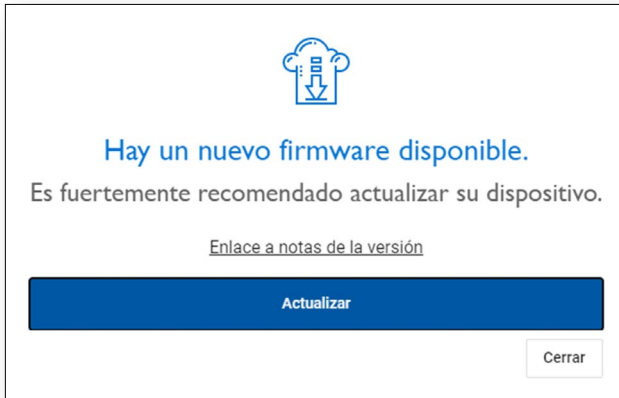 Hay un nuevo firmware disponible.
Es fuertemente recomendado actualizar su dispositivo.
Enlace a notas de la versión
Actualizar
Cerrar